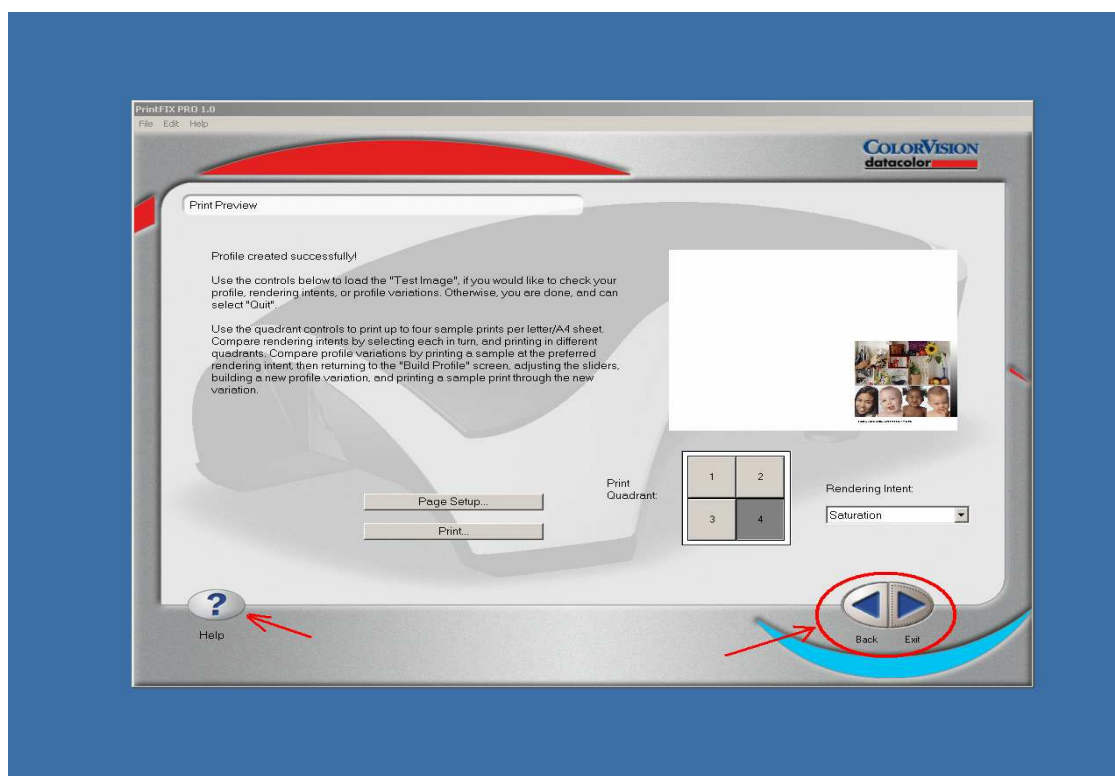 PrintFIX PRO 1.0
File Edit Help
COLORVISION
datacolor
Print Preview
Profile created successfully!
Use the controls below to load the "Test Image", if you would like to check your
profile, rendering intents, or profile variations. Otherwise, you are done, and can
select "Quit".
Use the quadrant controls to print up to four sample prints per letter/A4 sheet.
Compare rendering intents by selecting each in turn, and printing in different
quadrants. Compare profile variations by printing a sample at the preferred
rendering intent, then returning to the "Build Profile" screen, adjusting the sliders,
building a new profile variation, and printing a sample print through the new
variation.
Page Setup...
Print...
Print
Quadrant:
1 2
3 4
Rendering Intent:
Saturation
?
Help
Back Exit